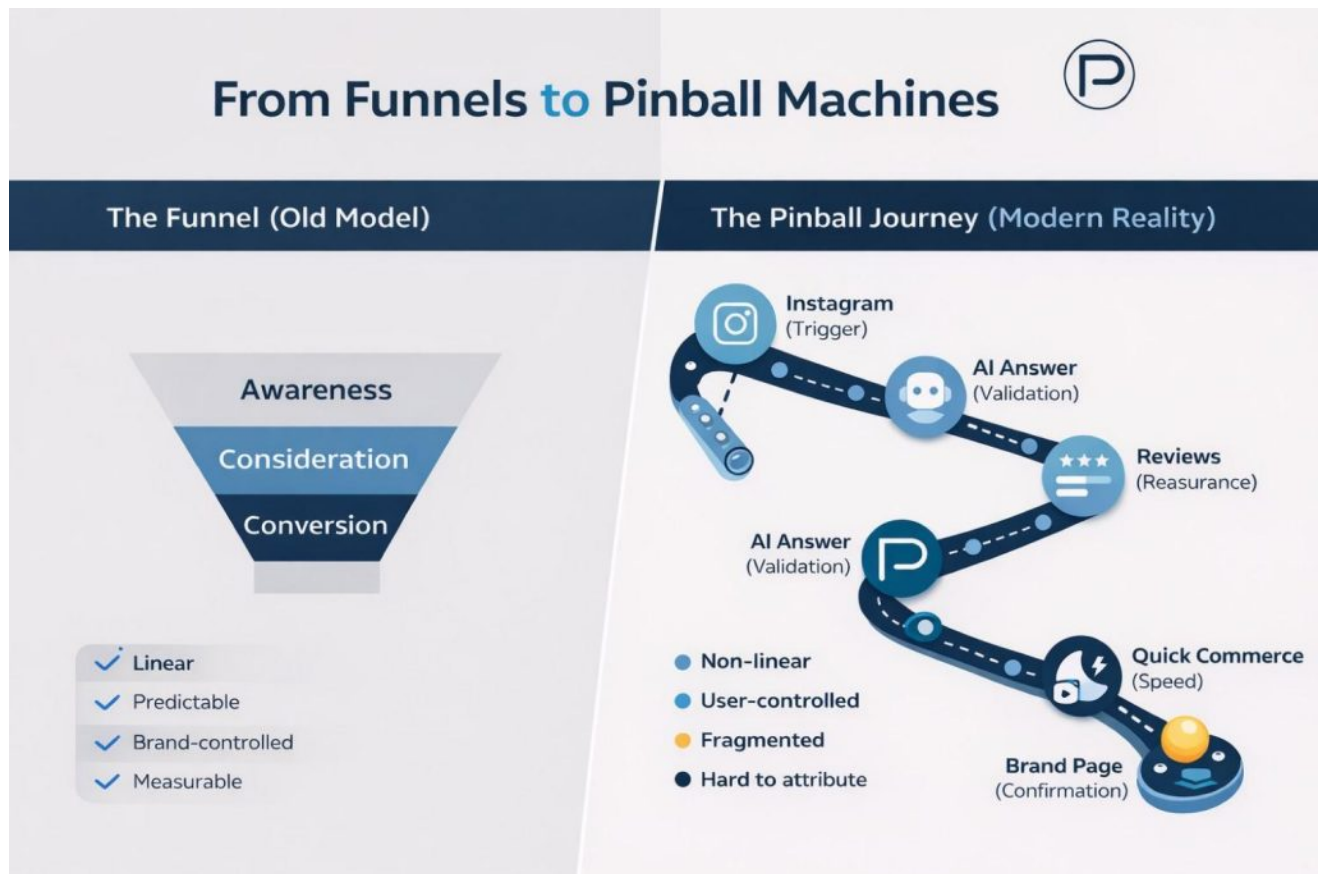 From Funnels to Pinball Machines
P
The Funnel (Old Model)
Awareness
Consideration
Conversion
Linear
Predictable
Brand-controlled
Measurable
The Pinball Journey (Modern Reality)
Instagram
(Trigger)
AI Answer
(Validation)
Reviews
(Reasurance)
AI Answer
(Validation)
P
Quick Commerce
(Speed)
Brand Page
(Confirmation)
Non-linear
User-controlled
Fragmented
Hard to attribute